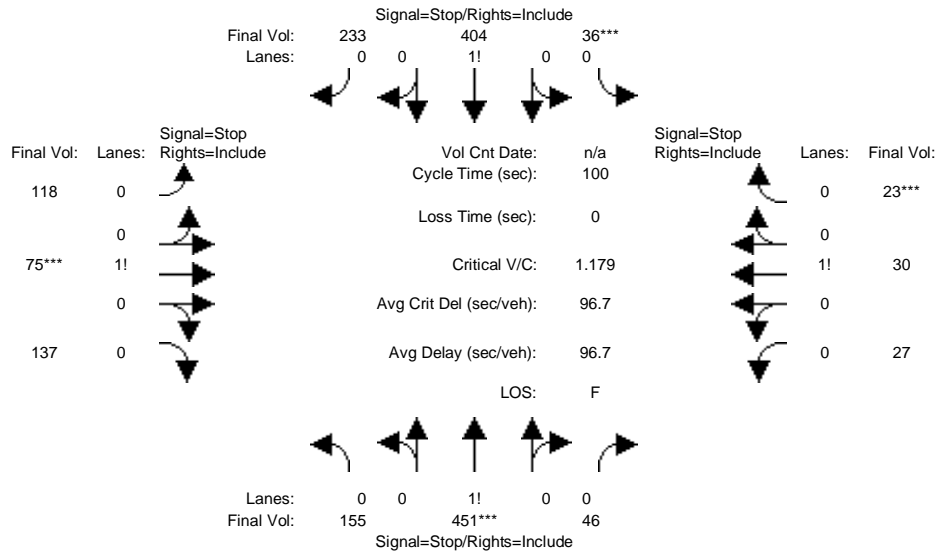 Signal=Stop/Rights=Include
Final Vol: 233 404 36***
Lanes: 0 0 1! 0 0
Signal=Stop Signal=Stop
Final Vol: Lanes: Rights=Include Vol Cnt Date: n/a Rights=Include Lanes: Final Vol:
Cycle Time (sec): 100
118 0 0 23***
Loss Time (sec): 0
0 0
75*** 1! Critical V/C: 1.179 1! 30
0 Avg Crit Del (sec/veh): 96.7 0
137 0 Avg Delay (sec/veh): 96.7 0 27
LOS: F
Lanes: 0 0 1! 0 0
Final Vol: 155 451*** 46
Signal=Stop/Rights=Include